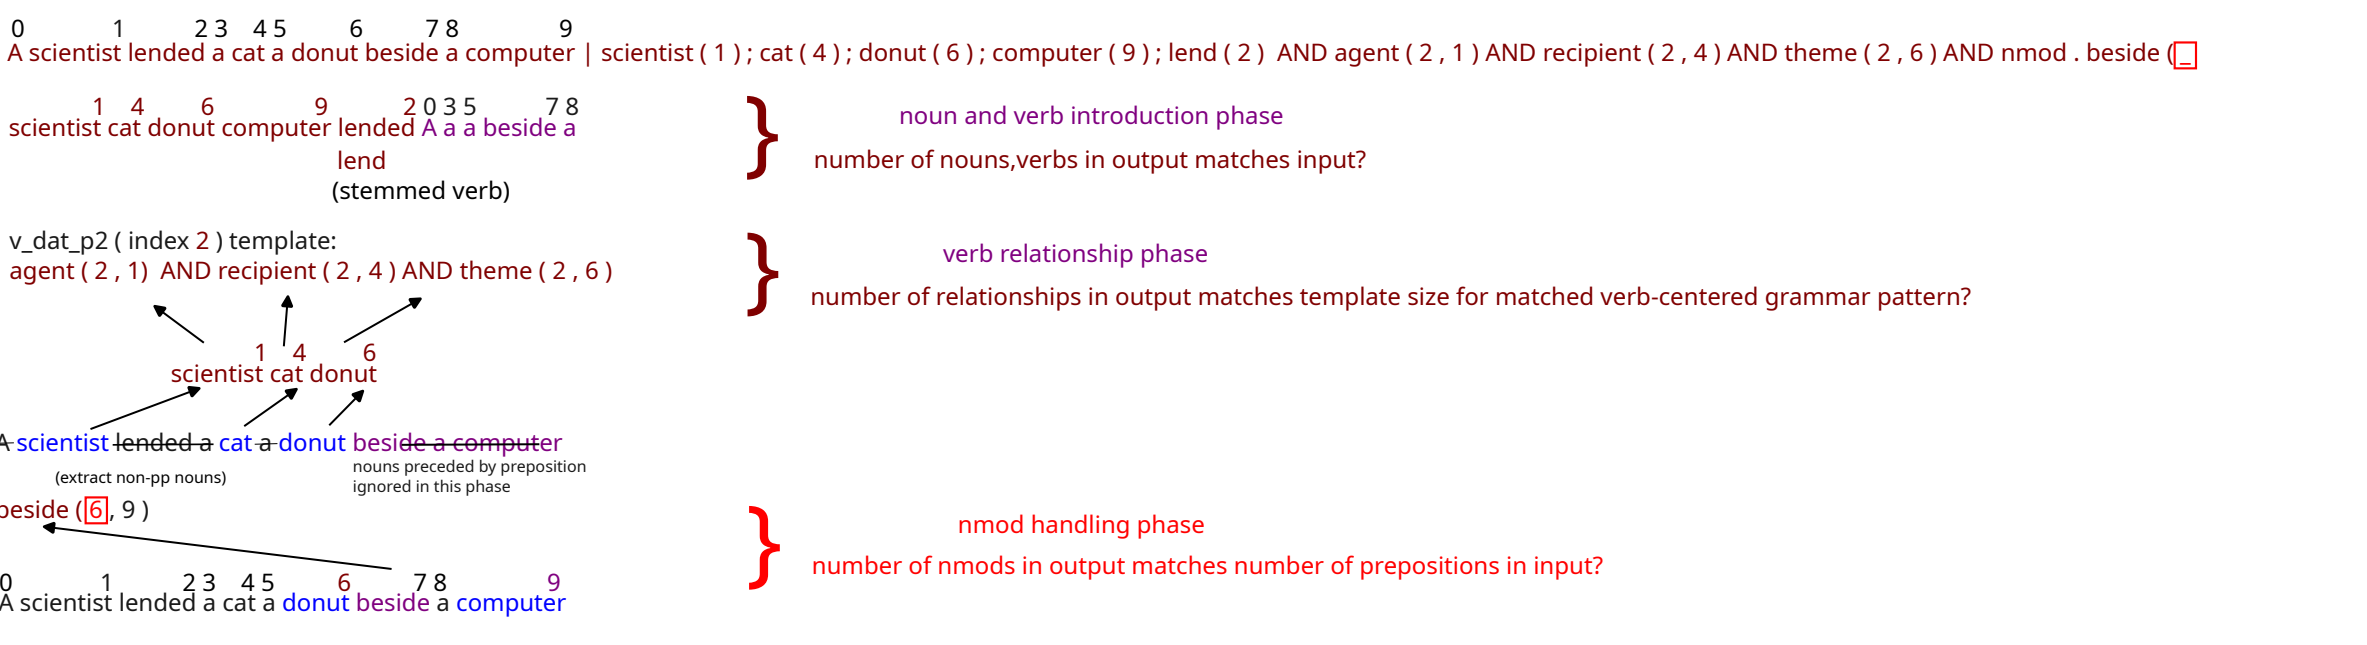 0 1 2 3 4 5 6 7 8 9
A scientist lended a cat a donut beside a computer | scientist ( 1 ) ; cat ( 4 ) ; donut ( 6 ) ; computer ( 9 ) ; lend ( 2 ) AND agent ( 2 , 1 ) AND recipient ( 2 , 4 ) AND theme ( 2 , 6 ) AND nmod . beside ( _
1 4 6 9 2 0 3 5 7 8
scientist cat donut computer lended A a a beside a
lend
(stemmed verb)
noun and verb introduction phase
number of nouns,verbs in output matches input?
v_dat_p2 ( index 2 ) template:
agent ( 2 , 1) AND recipient ( 2 , 4 ) AND theme ( 2 , 6 )
verb relationship phase
number of relationships in output matches template size for matched verb-centered grammar pattern?
1 4 6
scientist cat donut
A scientist lended a cat a donut beside a computer
(extract non-pp nouns)
nouns preceded by preposition
ignored in this phase
beside ( 6 , 9 )
nmod handling phase
number of nmods in output matches number of prepositions in input?
0 1 2 3 4 5 6 7 8 9
A scientist lended a cat a donut beside a computer